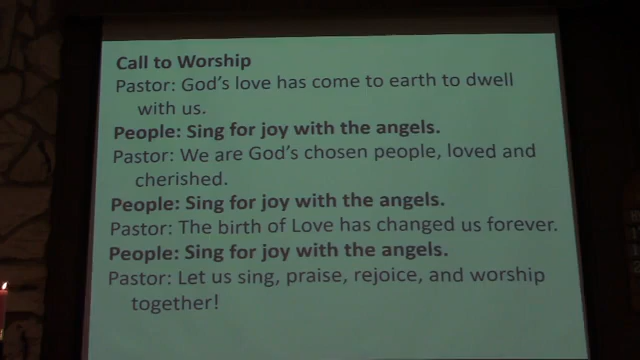 Call to Worship
Pastor: God's love has come to earth to dwell
with us.
People: Sing for joy with the angels.
Pastor: We are God's chosen people, loved and
cherished.
People: Sing for joy with the angels.
Pastor: The birth of Love has changed us forever.
People: Sing for joy with the angels.
Pastor: Let us sing, praise, rejoice, and worship
together!